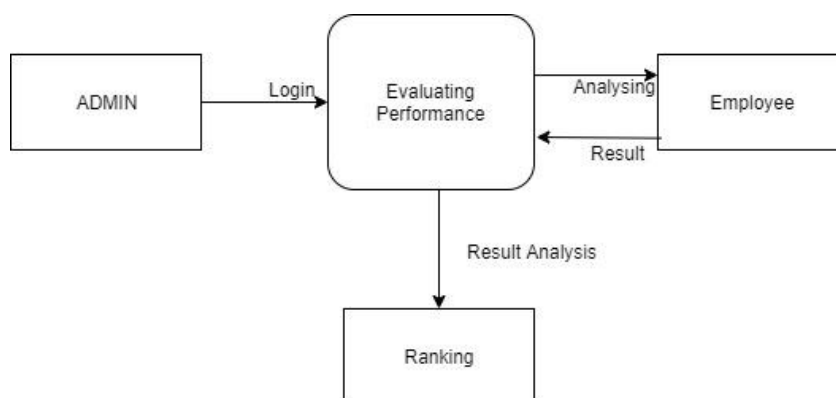 ADMIN
Login
Evaluating
Performance
Analysing
Employee
Result
Result Analysis
Ranking